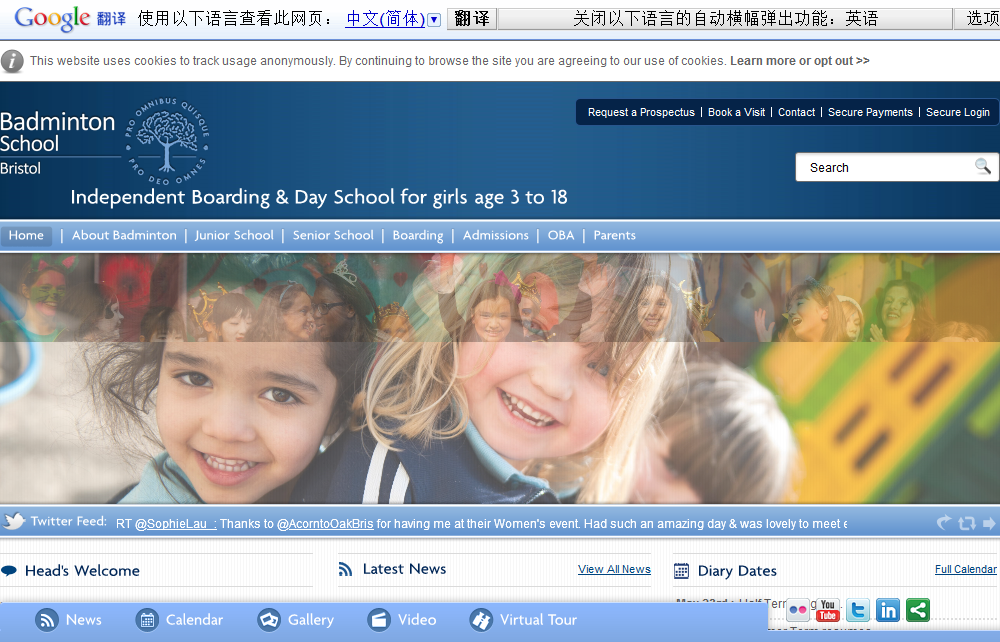 Google 翻译 使用以下语言查看此网页： 中文(简体) 翻译 关闭以下语言的自动横幅弹出功能：英语 选项
This website uses cookies to track usage anonymously. By continuing to browse the site you are agreeing to our use of cookies. Learn more or opt out >>
Request a Prospectus | Book a Visit | Contact | Secure Payments | Secure Login
Badminton
School
Bristol
PRO OMNIBUS QUISQUE
PRO DEO OMNES
Search
Independent Boarding & Day School for girls age 3 to 18
Home | About Badminton | Junior School | Senior School | Boarding | Admissions | OBA | Parents
Twitter Feed: RT @SophieLau_: Thanks to @AcorntoOakBris for having me at their Women's event. Had such an amazing day & was lovely to meet
Head's Welcome
Latest News View All News
Diary Dates Full Calendar
May 23rd : Half Term
News Calendar Gallery Video Virtual Tour
You Tube
in
Term resumes